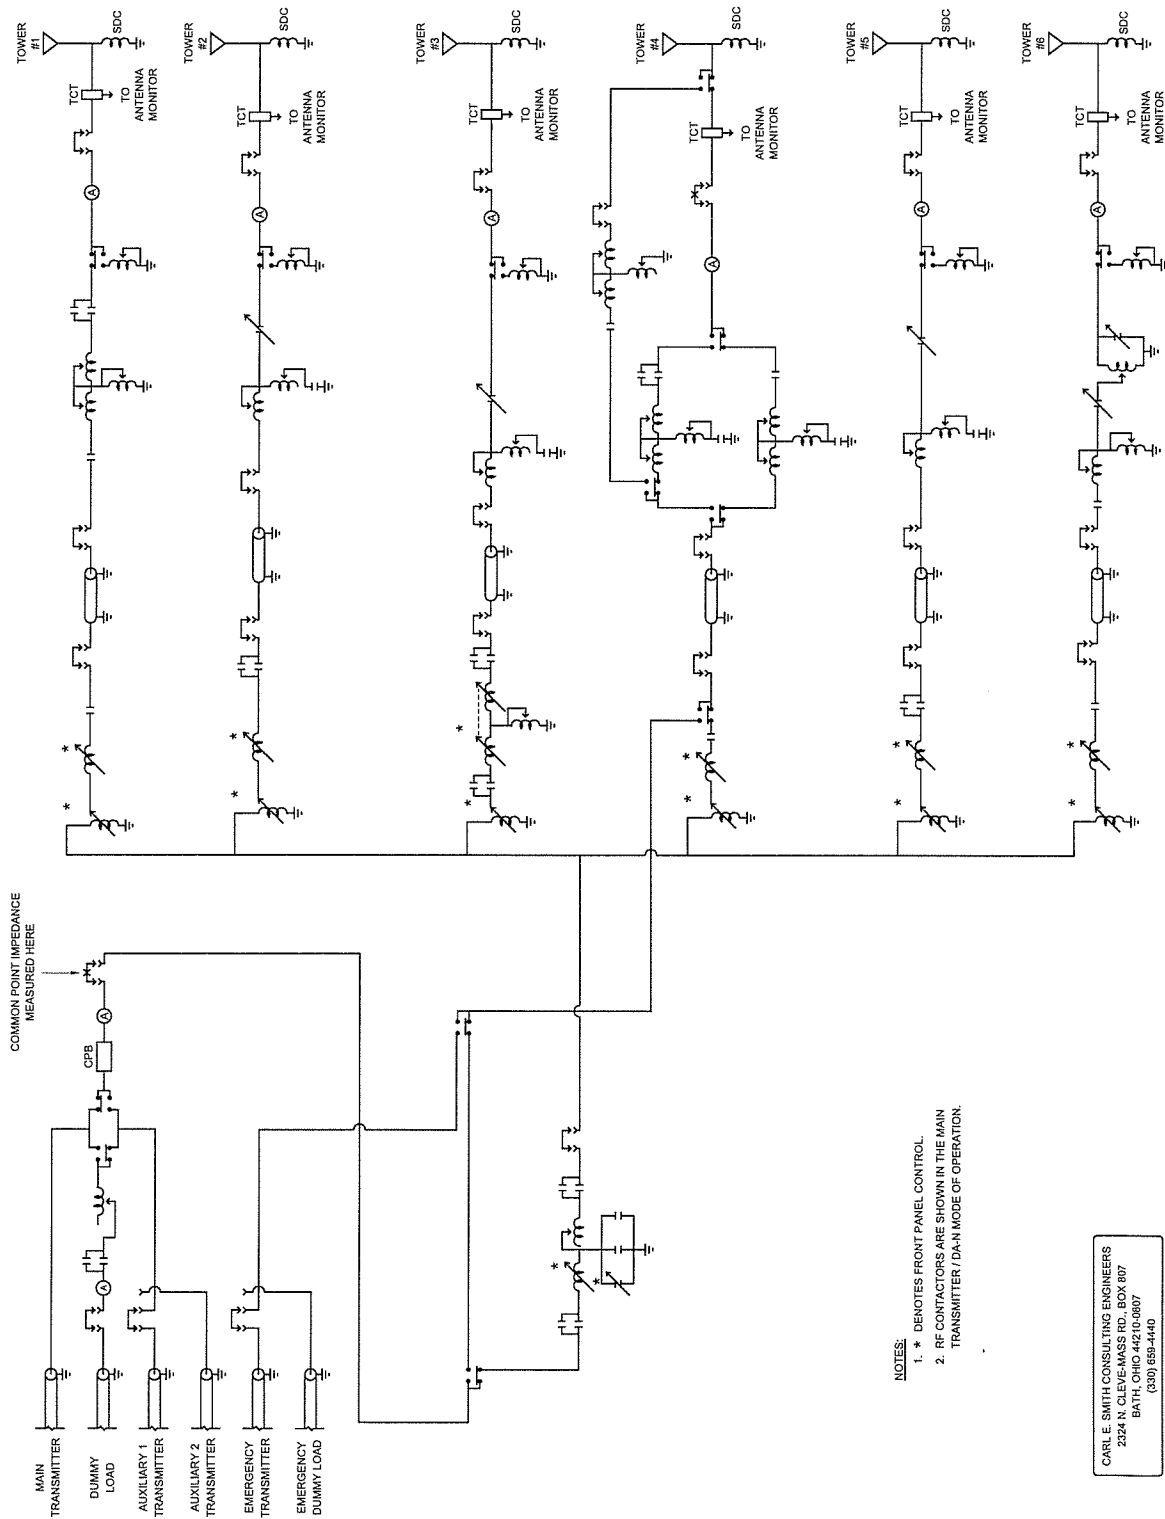 TOWER
#1
SDC
TCT
TO
ANTENNA
MONITOR
A
TOWER
#2
SDC
TCT
TO
ANTENNA
MONITOR
A
TOWER
#3
SDC
TCT
TO
ANTENNA
MONITOR
A
TOWER
#4
SDC
TCT
TO
ANTENNA
MONITOR
A
TOWER
#5
SDC
TCT
TO
ANTENNA
MONITOR
A
TOWER
#6
SDC
TCT
TO
ANTENNA
MONITOR
A
*
*
*
*
*
*
*
*
*
*
*
*
COMMON POINT IMPEDANCE
MEASURED HERE
A
CPB
A
*
*
MAIN
TRANSMITTER
DUMMY
LOAD
AUXILIARY 1
TRANSMITTER
AUXILIARY 2
TRANSMITTER
EMERGENCY
TRANSMITTER
EMERGENCY
DUMMY LOAD
NOTES:
1. * DENOTES FRONT PANEL CONTROL.
2. RF CONTACTORS ARE SHOWN IN THE MAIN
TRANSMITTER / DA-N MODE OF OPERATION.
CARL E. SMITH CONSULTING ENGINEERS
2324 N. CLEVE-MASS RD., BOX 807
BATH, OHIO 44210-0807
(330) 659-4440